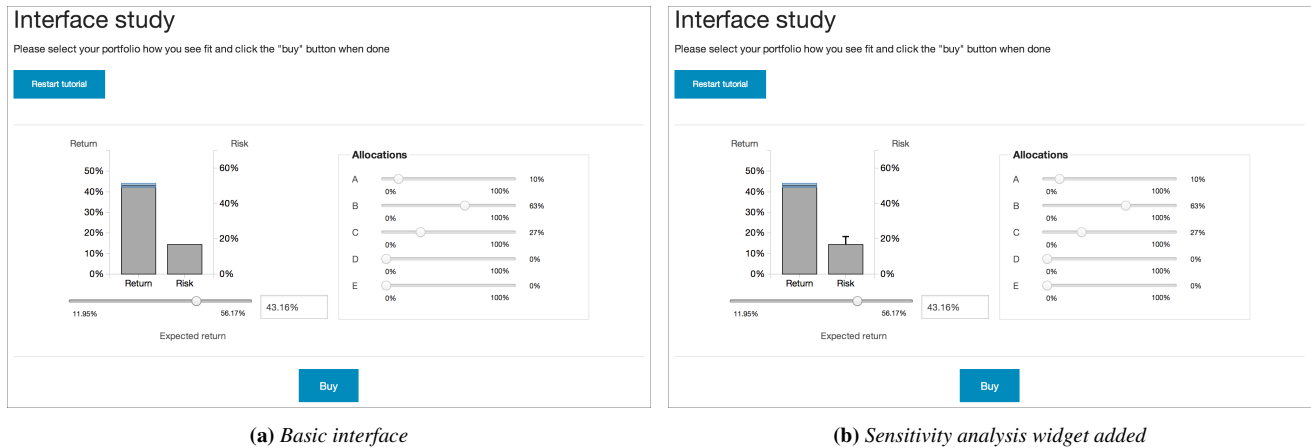 Interface study
Please select your portfolio how you see fit and click the "buy" button when done
Restart tutorial
Return Risk
50%
40%
30%
20%
10%
0%
60%
40%
20%
0%
Return Risk
11.95% 56.17%
43.16%
Expected return
Allocations
A 10%
0% 100%
B 63%
0% 100%
C 27%
0% 100%
D 0%
0% 100%
E 0%
0% 100%
Buy
(a) Basic interface
Interface study
Please select your portfolio how you see fit and click the "buy" button when done
Restart tutorial
Return Risk
50%
40%
30%
20%
10%
0%
60%
40%
20%
0%
Return Risk
11.95% 56.17%
43.16%
Expected return
Allocations
A 10%
0% 100%
B 63%
0% 100%
C 27%
0% 100%
D 0%
0% 100%
E 0%
0% 100%
Buy
(b) Sensitivity analysis widget added